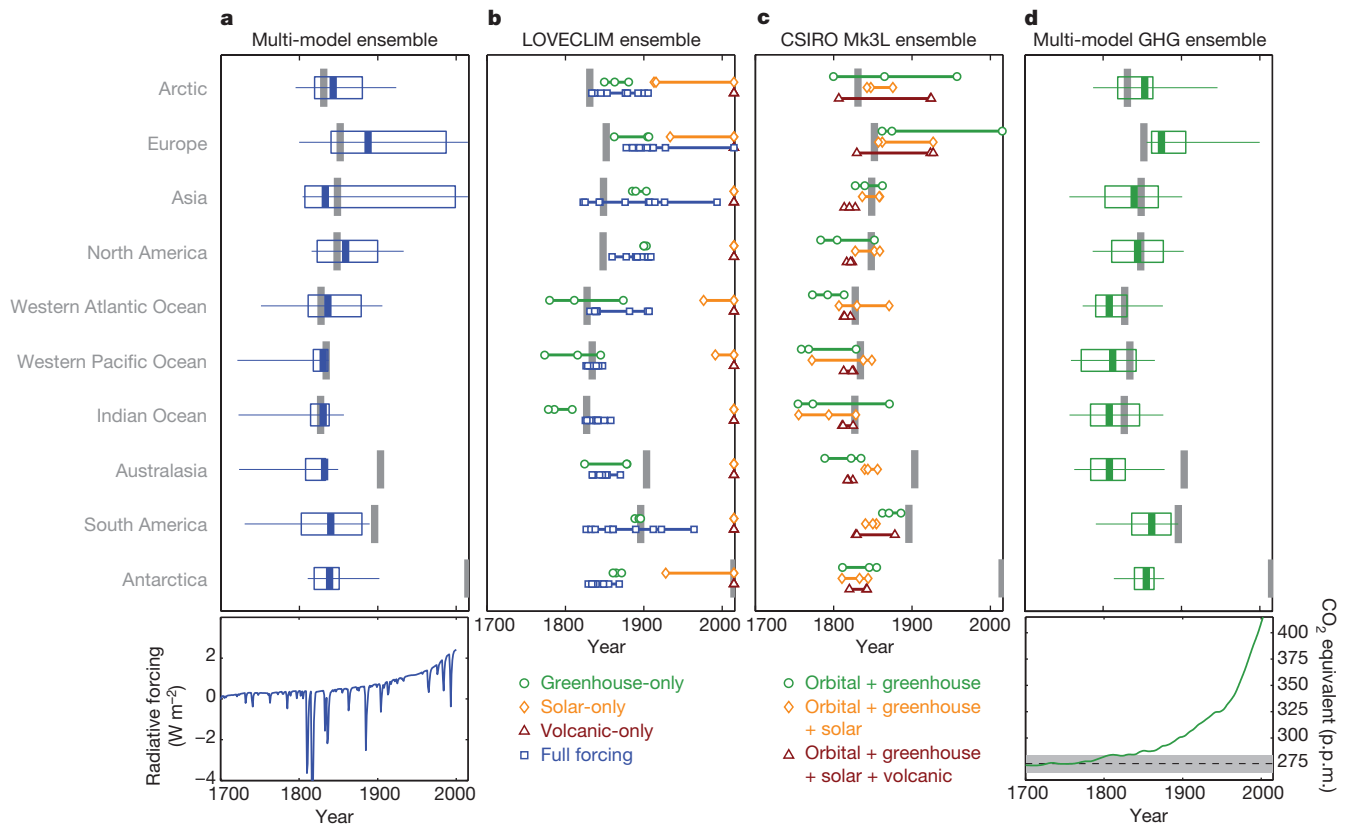 a
Multi-model ensemble
b
LOVECLIM ensemble
c
CSIRO Mk3L ensemble
d
Multi-model GHG ensemble
Arctic
Europe
Asia
North America
Western Atlantic Ocean
Western Pacific Ocean
Indian Ocean
Australasia
South America
Antarctica
1700 1800 1900 2000
Year
1700 1800 1900 2000
Year
Radiative forcing
(W m⁻²)
2
0
−2
−4
1700 1800 1900 2000
Year
Greenhouse-only
Solar-only
Volcanic-only
Full forcing
Orbital + greenhouse
Orbital + greenhouse
+ solar
Orbital + greenhouse
+ solar + volcanic
400
375
350
325
300
275
CO₂ equivalent (p.p.m.)
1700 1800 1900 2000
Year